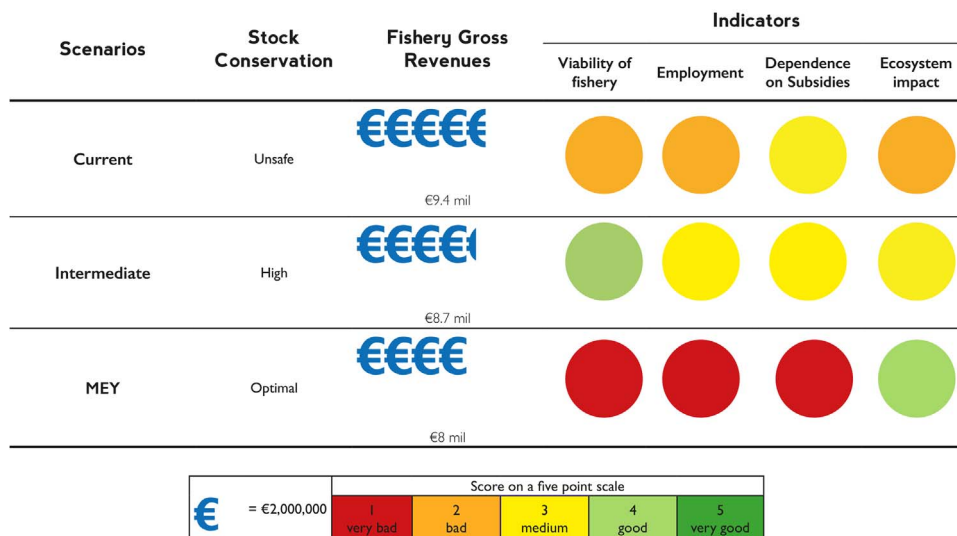 Scenarios
Stock
Conservation
Fishery Gross
Revenues
Indicators
Viability of
fishery
Employment
Dependence
on Subsidies
Ecosystem
impact
Current
Unsafe
€€€€€
€9.4 mil
Intermediate
High
€€€€€
€8.7 mil
MEY
Optimal
€€€€
€8 mil
€
= €2,000,000
Score on a five point scale
1
very bad
2
bad
3
medium
4
good
5
very good